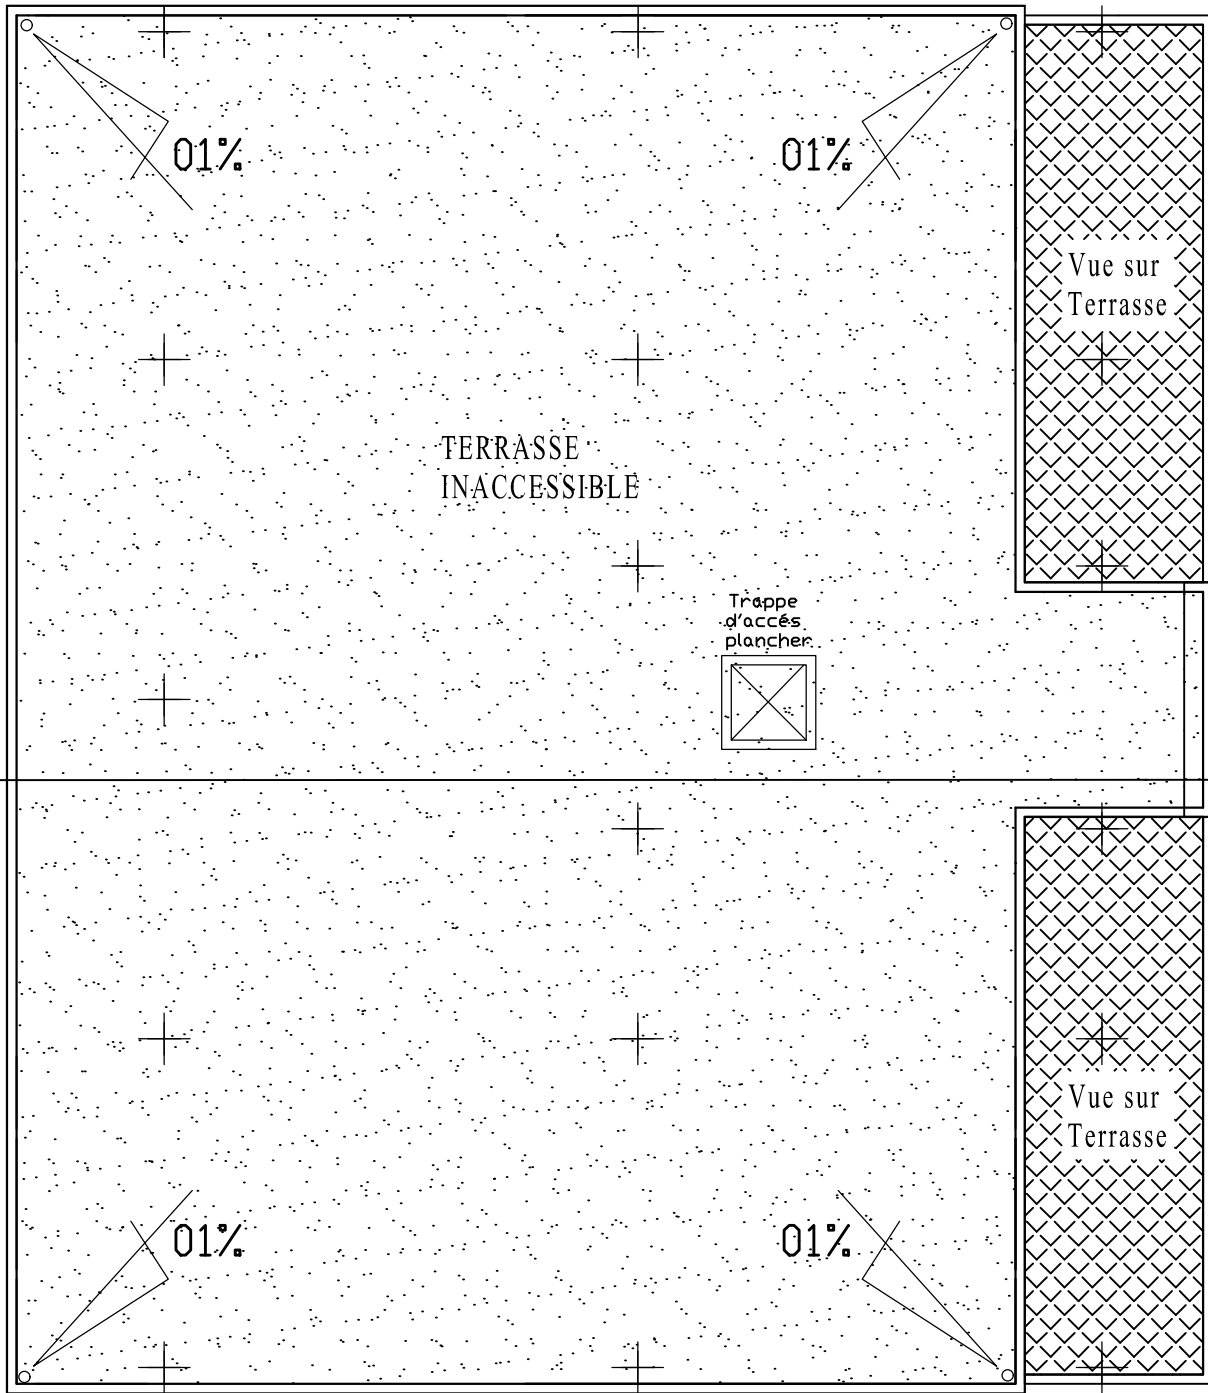 01%
01%
Vue sur
Terrasse
TERRASSE
INACCESSIBLE
Trappe
d'accés
plancher
Vue sur
Terrasse
01%
01%